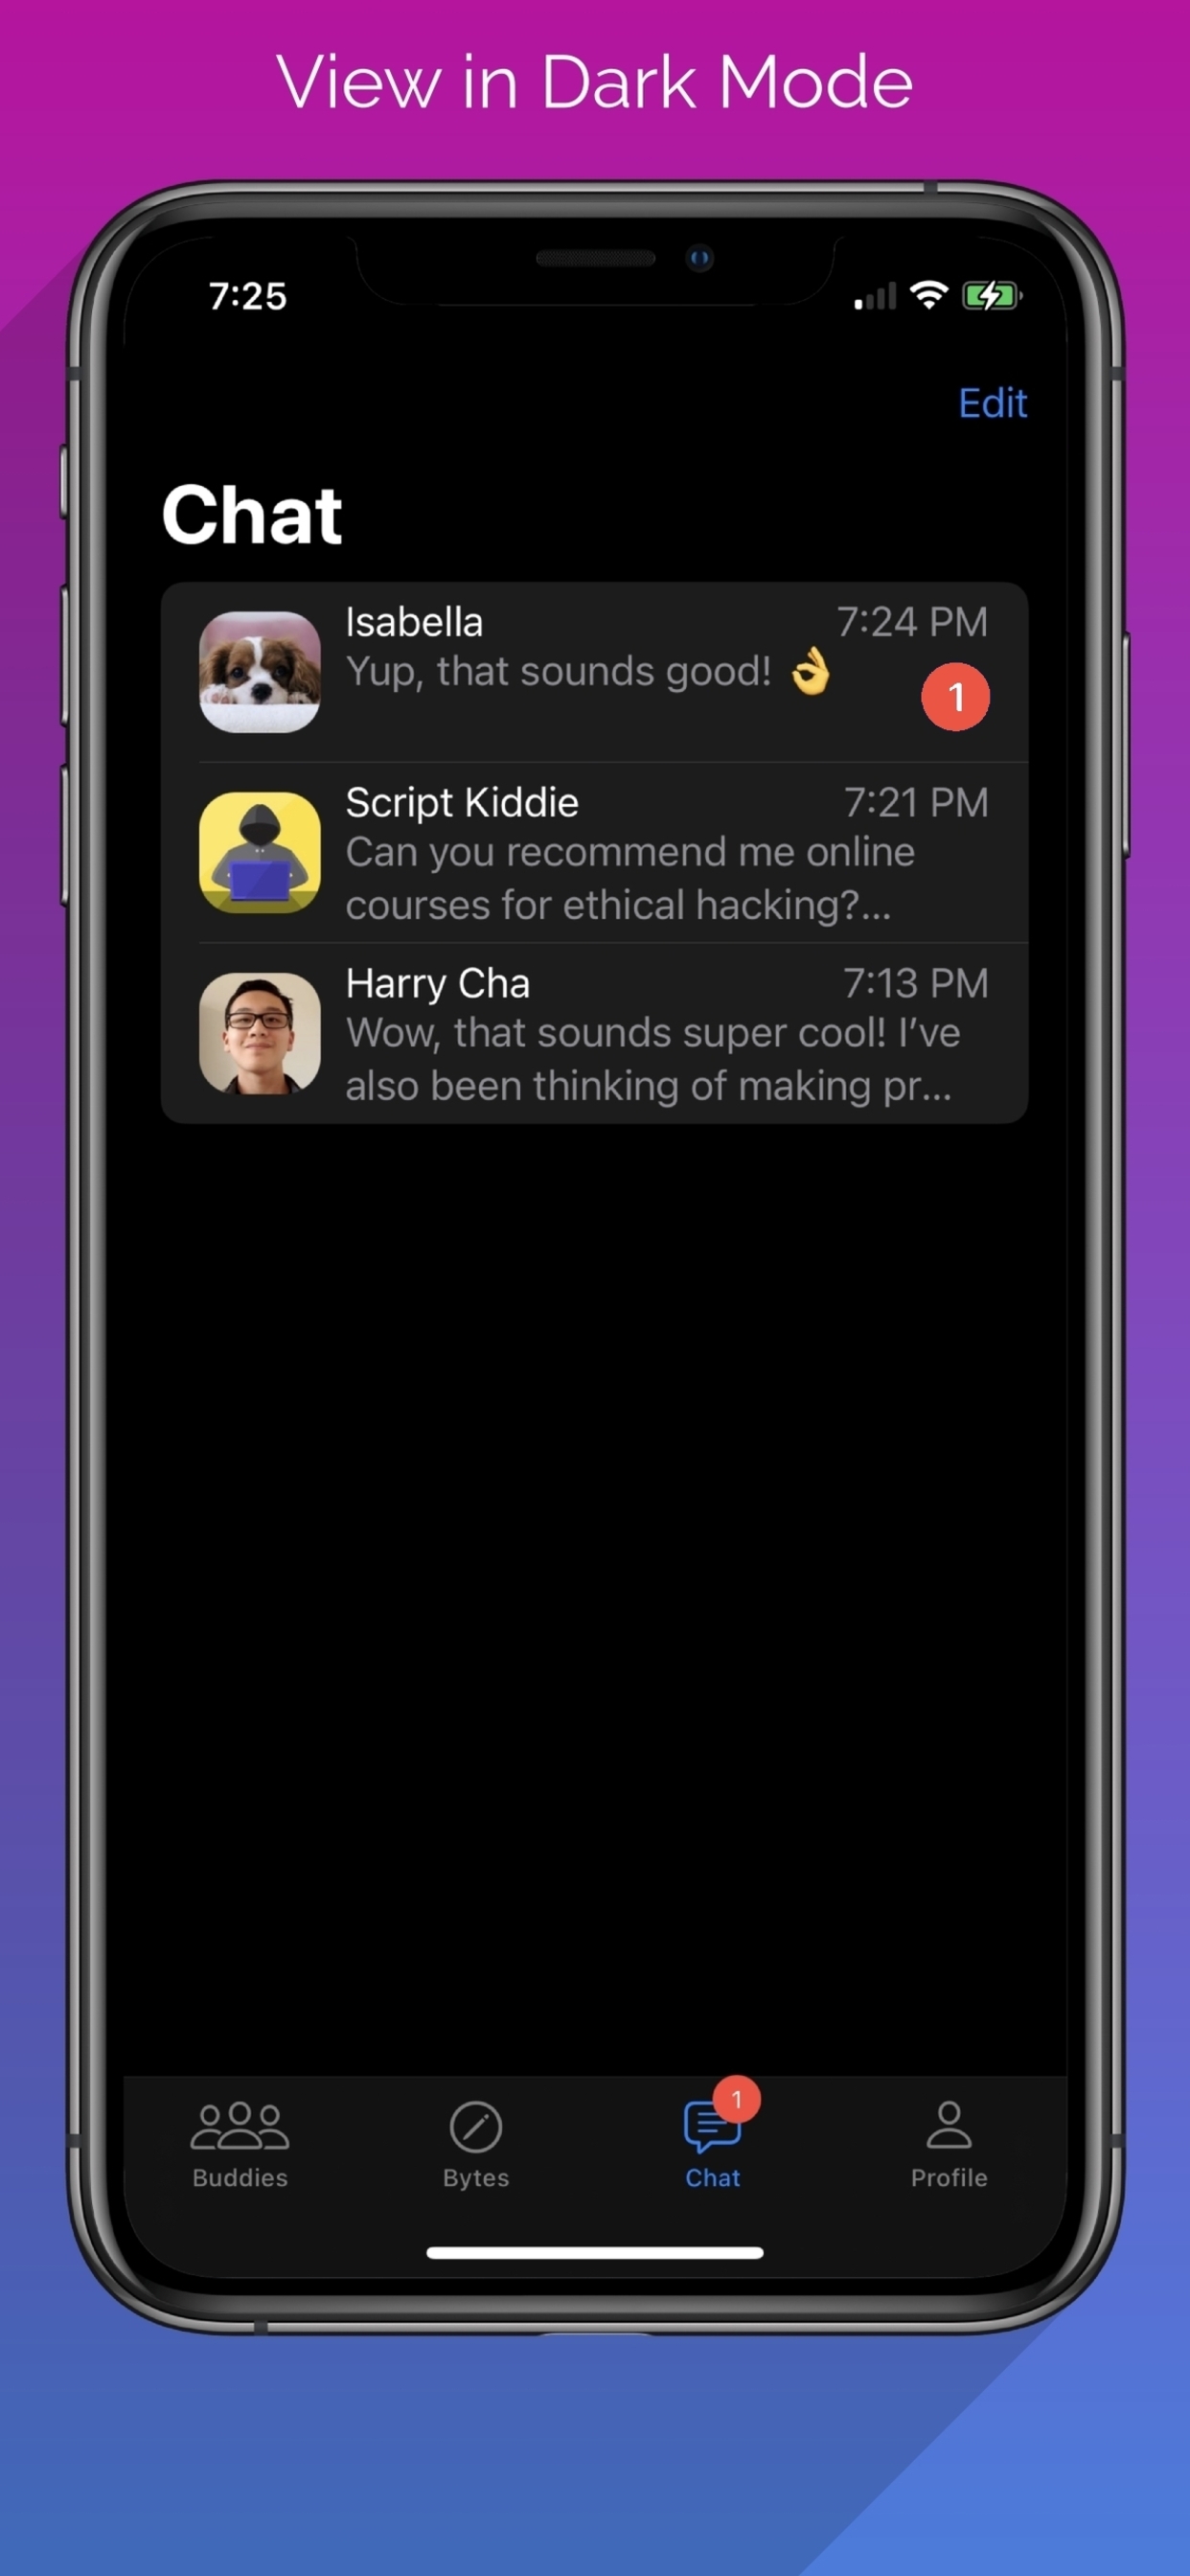 View in Dark Mode
7:25
Edit
Chat
Isabella 7:24 PM
Yup, that sounds good! 👌
1
Script Kiddie 7:21 PM
Can you recommend me online
courses for ethical hacking?...
Harry Cha 7:13 PM
Wow, that sounds super cool! I’ve
also been thinking of making pr...
1
Buddies Bytes Chat Profile